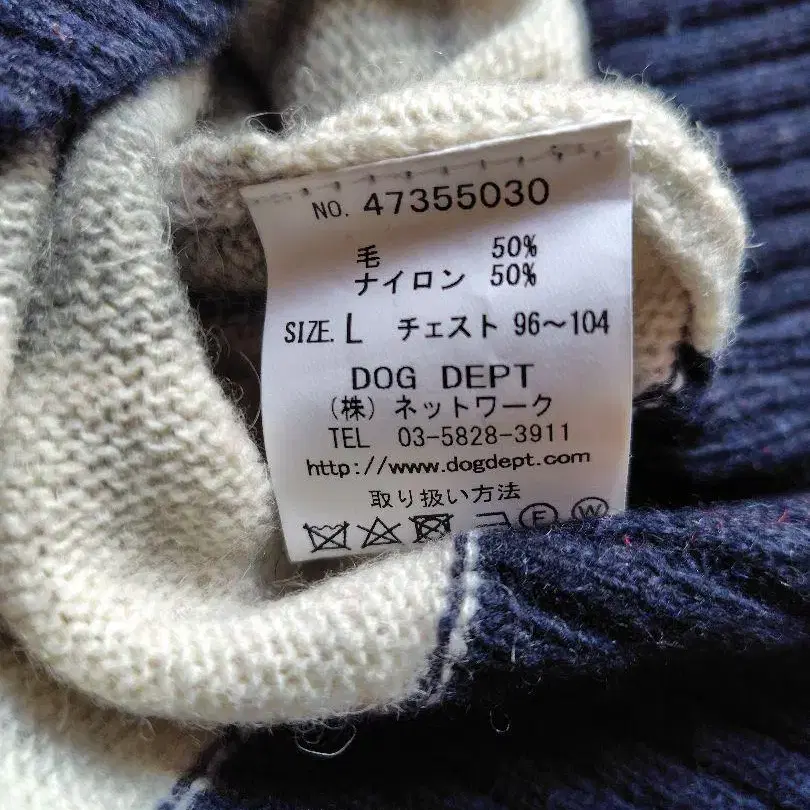 NO. 47355030
毛 50%
ナイロン 50%
SIZE. L チェスト 96〜104
DOG DEPT
(株) ネットワーク
TEL 03-5828-3911
http://www.dogdept.com
取り扱い方法
F W